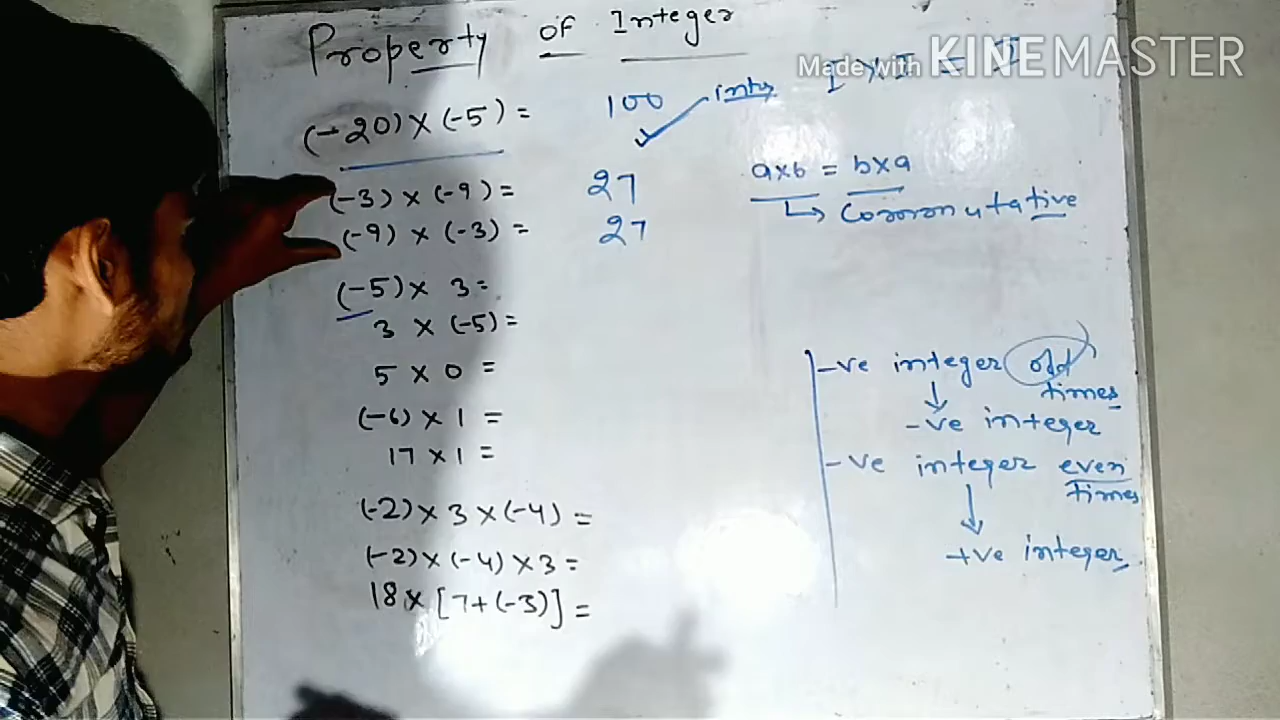 Property of Integer
Made with KINEMASTER
I × I = I
(-20) × (-5) = 100 ← intg
(-3) × (-9) = 27
(-9) × (-3) = 27
a×b = b×a
↳ Commutative
(-5) × 3 =
3 × (-5) =
5 × 0 =
(-6) × 1 =
17 × 1 =
(-2) × 3 × (-4) =
(-2) × (-4) × 3 =
18 × [7+(-3)] =
-ve integer odd times
↓
-ve integer
-ve integer even times
↓
+ve integer